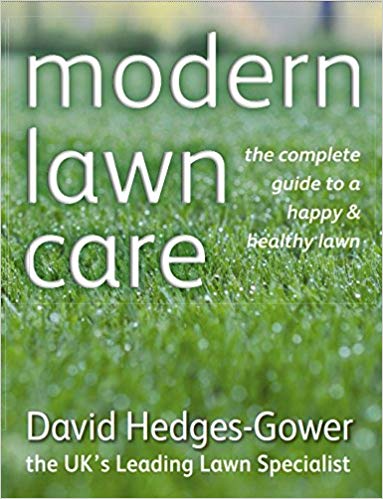 modern
lawn
care
the complete
guide to a
happy &
healthy lawn
David Hedges-Gower
the UK's Leading Lawn Specialist